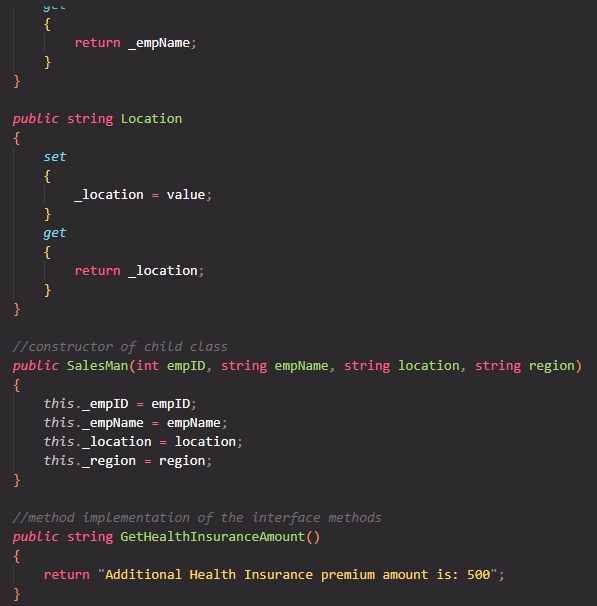 get
{
return _empName;
}
}
public string Location
{
set
{
_location = value;
}
get
{
return _location;
}
}
//constructor of child class
public SalesMan(int empID, string empName, string location, string region)
{
this._empID = empID;
this._empName = empName;
this._location = location;
this._region = region;
}
//method implementation of the interface methods
public string GetHealthInsuranceAmount()
{
return "Additional Health Insurance premium amount is: 500";
}